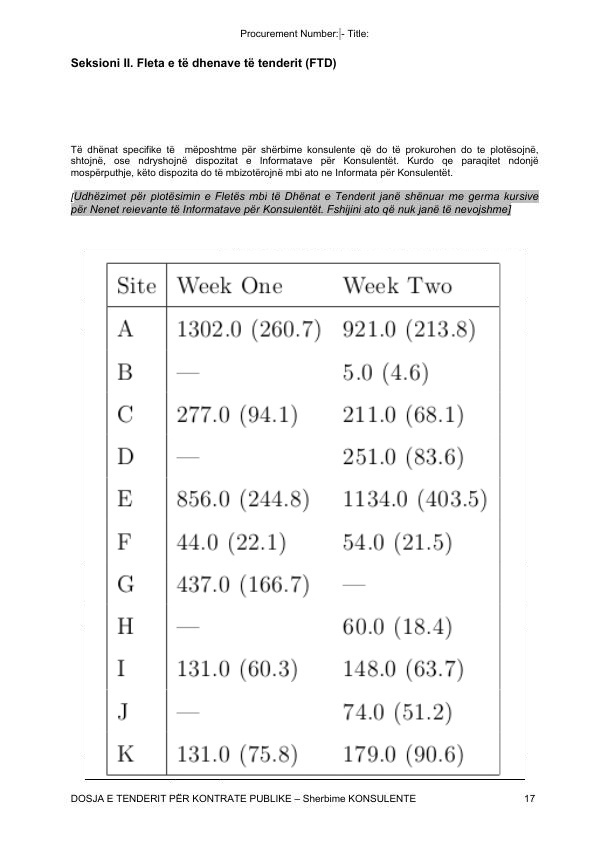 Procurement Number: - Title:
Seksioni II. Fleta e të dhenave të tenderit (FTD)
Të dhënat specifike të mëposhtme për shërbime konsulente që do të prokurohen do te plotësojnë,
shtojnë, ose ndryshojnë dispozitat e Informatave për Konsulentët. Kurdo qe paraqitet ndonjë
mospërputhje, këto dispozita do të mbizotërojnë mbi ato ne Informata për Konsulentët.
[Udhëzimet për plotësimin e Fletës mbi të Dhënat e Tenderit janë shënuar me germa kursive
për Nenet relevante të Informatave për Konsulentët. Fshijini ato që nuk janë të nevojshme]
Site Week One Week Two
A 1302.0 (260.7) 921.0 (213.8)
B — 5.0 (4.6)
C 277.0 (94.1) 211.0 (68.1)
D — 251.0 (83.6)
E 856.0 (244.8) 1134.0 (403.5)
F 44.0 (22.1) 54.0 (21.5)
G 437.0 (166.7) —
H — 60.0 (18.4)
I 131.0 (60.3) 148.0 (63.7)
J — 74.0 (51.2)
K 131.0 (75.8) 179.0 (90.6)
DOSJA E TENDERIT PËR KONTRATE PUBLIKE – Sherbime KONSULENTE 17